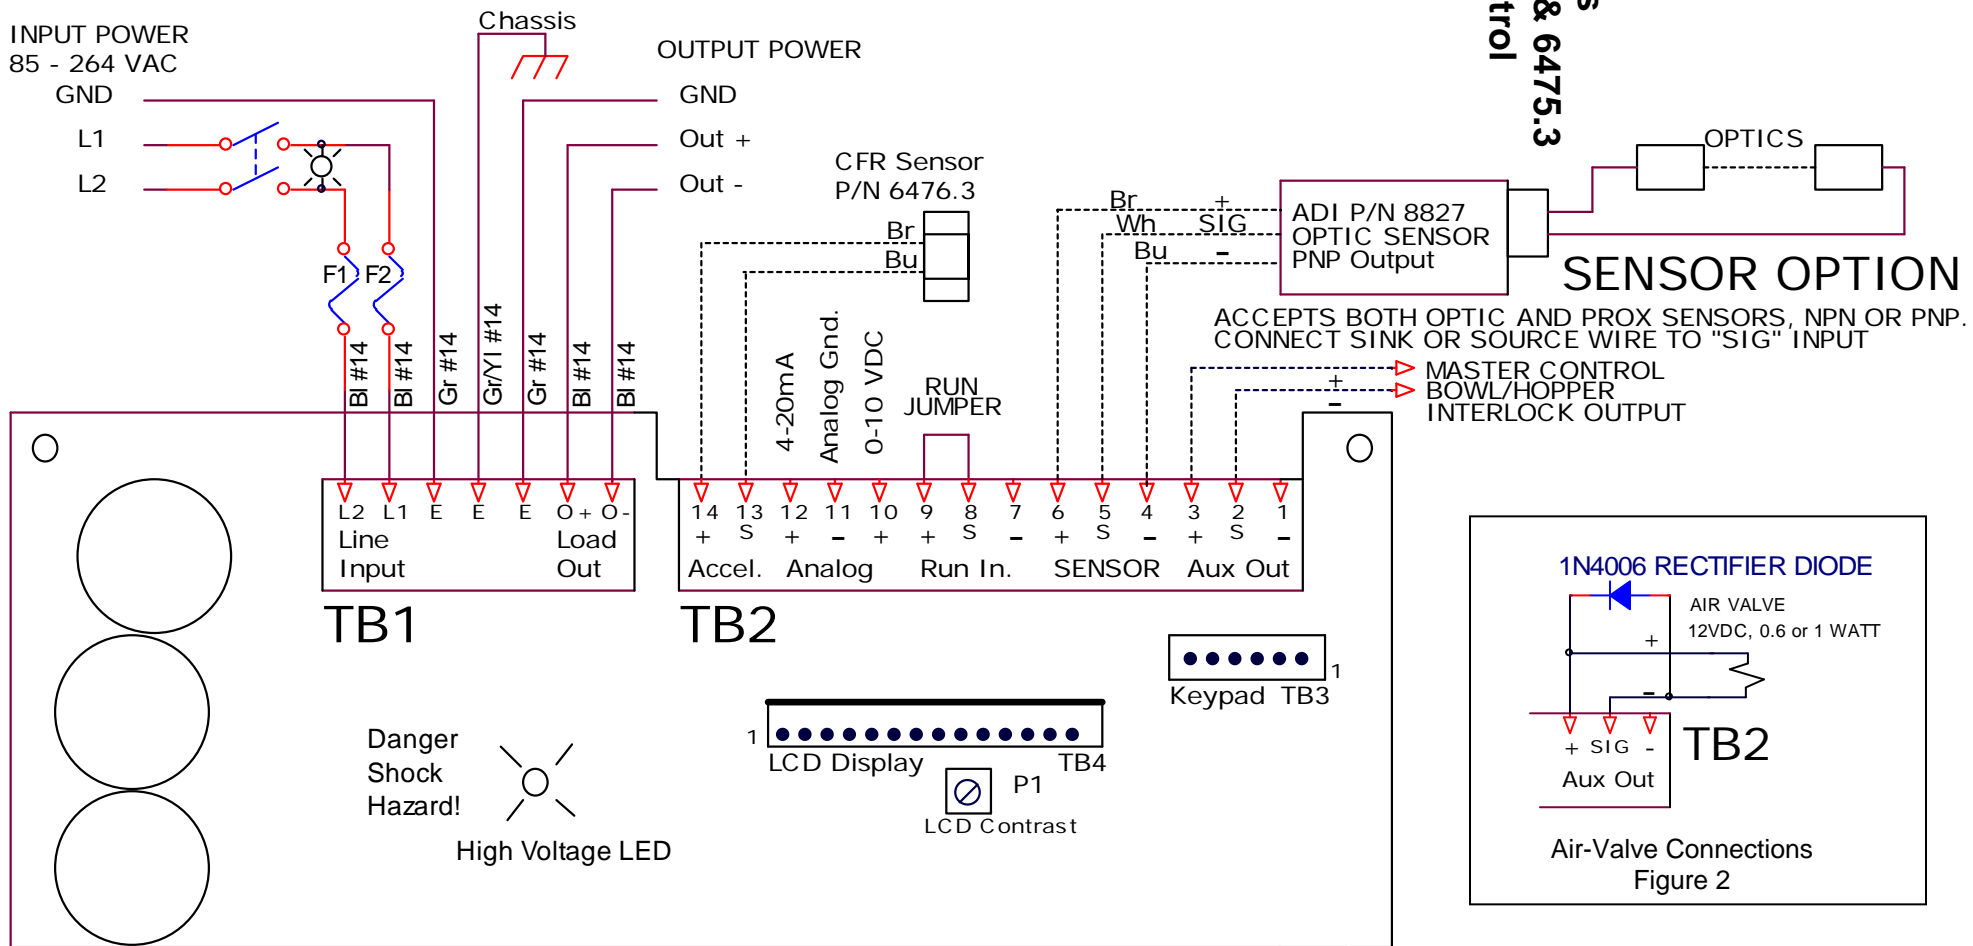 INPUT POWER
85 - 264 VAC
GND
L1
L2
Chassis
OUTPUT POWER
GND
Out +
Out -
F1
F2
Bl #14
Bl #14
Gr #14
Gr/Yl #14
Gr #14
Bl #14
Bl #14
CFR Sensor
P/N 6476.3
Br
Bu
4-20mA
Analog Gnd.
0-10 VDC
RUN
JUMPER
& 6475.3
trol
s
Br +
Wh SIG
Bu -
ADI P/N 8827
OPTIC SENSOR
PNP Output
OPTICS
SENSOR OPTION
ACCEPTS BOTH OPTIC AND PROX SENSORS, NPN OR PNP.
CONNECT SINK OR SOURCE WIRE TO "SIG" INPUT
MASTER CONTROL
+ BOWL/HOPPER
- INTERLOCK OUTPUT
L2 L1 E E E O+ O-
Line Load
Input Out
TB1
14 13 12 11 10 9 8 7 6 5 4 3 2 1
+ S + - + + S - + S - + S -
Accel. Analog Run In. SENSOR Aux Out
TB2
1
Keypad TB3
1
LCD Display TB4
P1
LCD Contrast
Danger
Shock
Hazard!
High Voltage LED
1N4006 RECTIFIER DIODE
AIR VALVE
12VDC, 0.6 or 1 WATT
+
-
+ SIG -
TB2
Aux Out
Air-Valve Connections
Figure 2